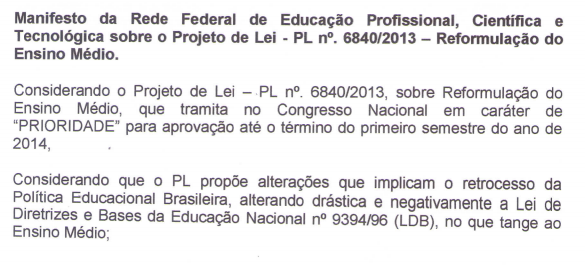 Manifesto da Rede Federal de Educação Profissional, Científica e
Tecnológica sobre o Projeto de Lei - PL nº. 6840/2013 – Reformulação do
Ensino Médio.
Considerando o Projeto de Lei – PL nº. 6840/2013, sobre Reformulação do
Ensino Médio, que tramita no Congresso Nacional em caráter de
“PRIORIDADE” para aprovação até o término do primeiro semestre do ano de
2014,
Considerando que o PL propõe alterações que implicam o retrocesso da
Política Educacional Brasileira, alterando drástica e negativamente a Lei de
Diretrizes e Bases da Educação Nacional nº 9394/96 (LDB), no que tange ao
Ensino Médio;